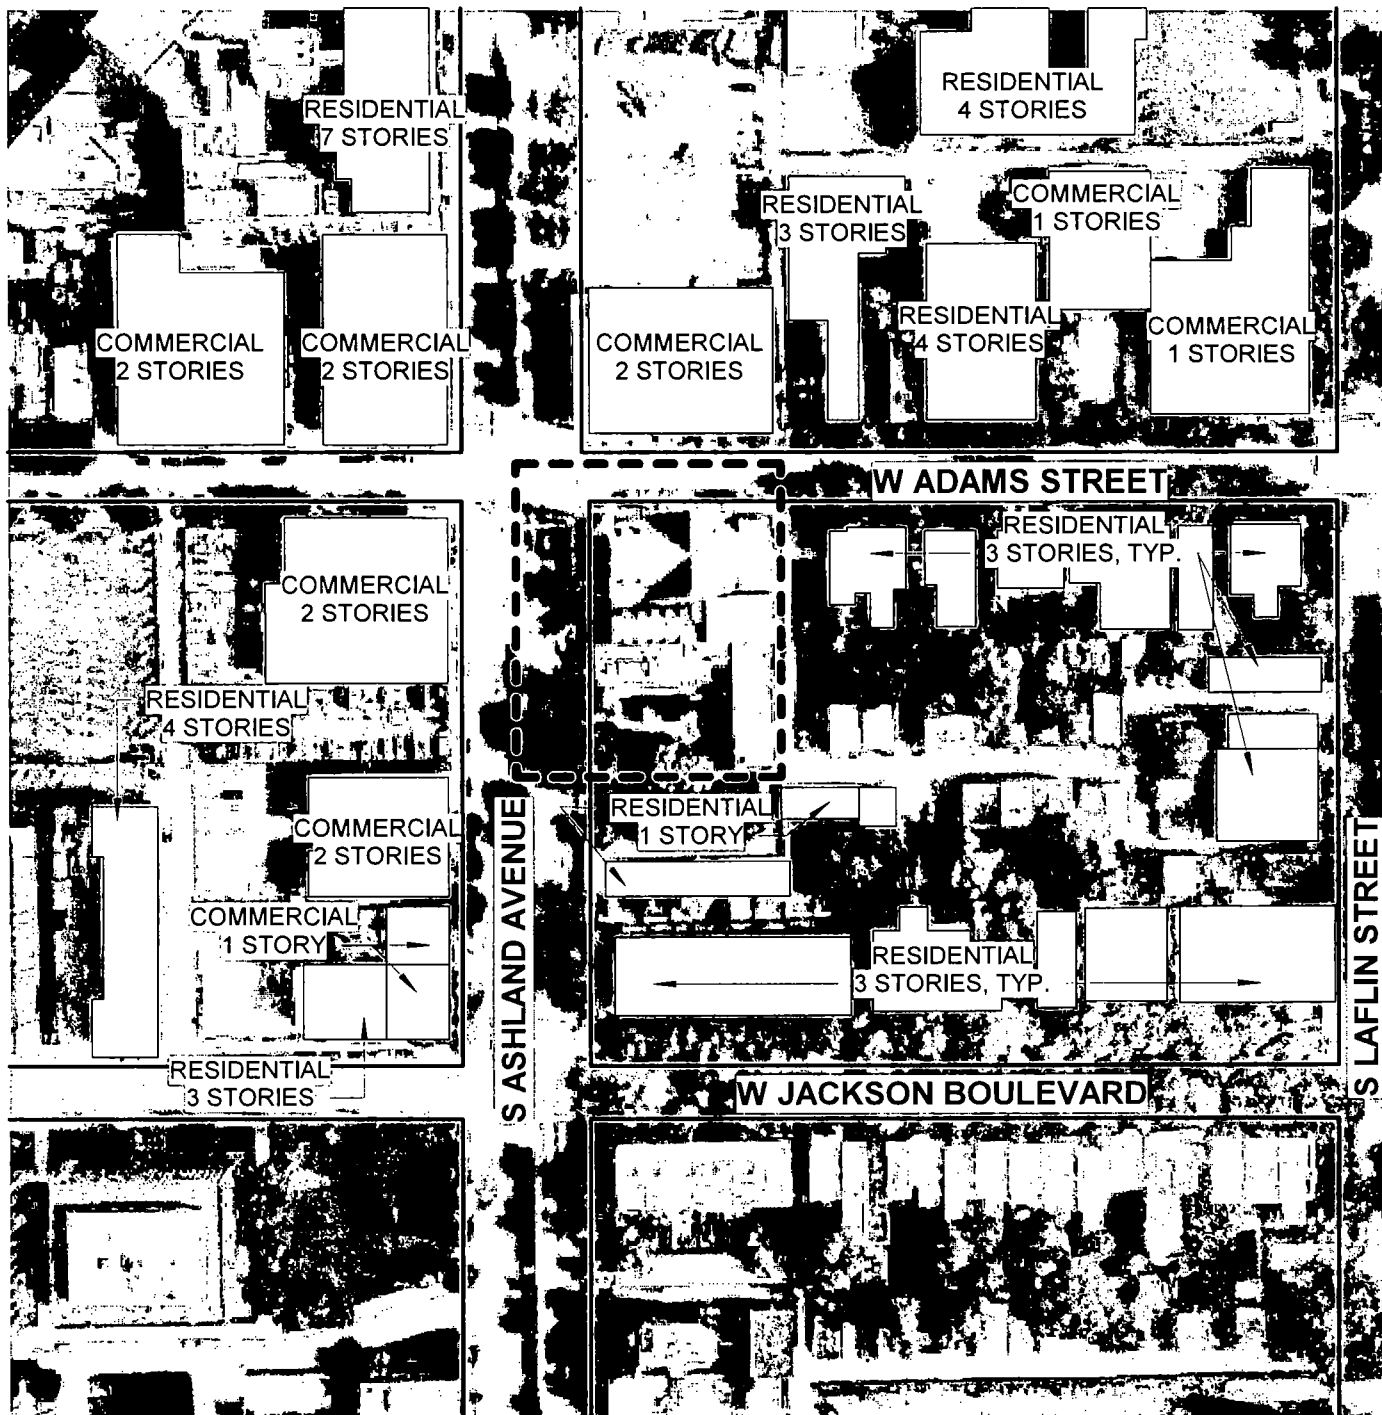 RESIDENTIAL
7 STORIES
RESIDENTIAL
4 STORIES
RESIDENTIAL
3 STORIES
COMMERCIAL
1 STORIES
COMMERCIAL
2 STORIES
COMMERCIAL
2 STORIES
COMMERCIAL
2 STORIES
RESIDENTIAL
4 STORIES
COMMERCIAL
1 STORIES
W ADAMS STREET
RESIDENTIAL
3 STORIES, TYP.
COMMERCIAL
2 STORIES
RESIDENTIAL
4 STORIES
RESIDENTIAL
1 STORY
COMMERCIAL
2 STORIES
COMMERCIAL
1 STORY
S ASHLAND AVENUE
RESIDENTIAL
3 STORIES, TYP.
S LAFLIN STREET
RESIDENTIAL
3 STORIES
W JACKSON BOULEVARD